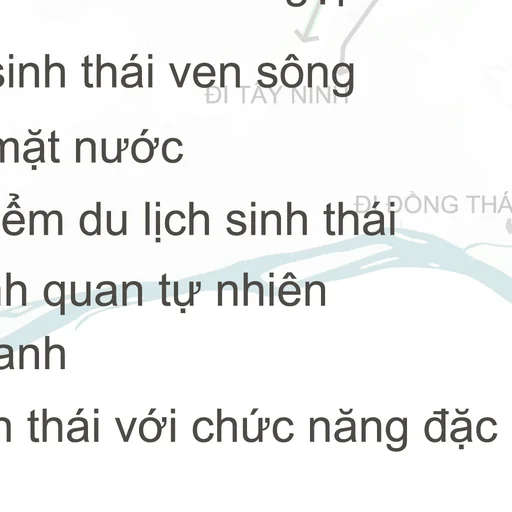 sinh thái ven sông
ĐI TÂY NINH
mặt nước
ĐI ĐỒNG THÁ
ểm du lịch sinh thái
nh quan tự nhiên
anh
n thái với chức năng đặc